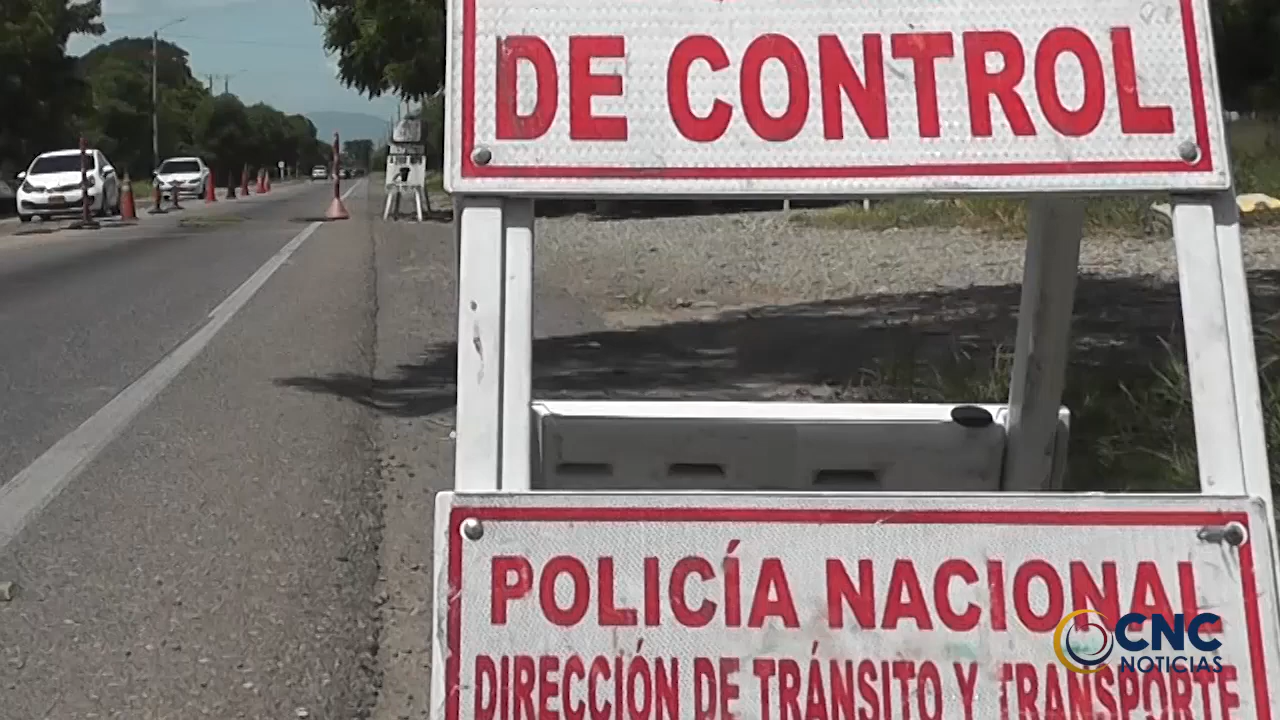 DE CONTROL
POLICÍA NACIONAL
DIRECCIÓN DE TRÁNSITO Y TRANSPORTE
CNC
NOTICIAS